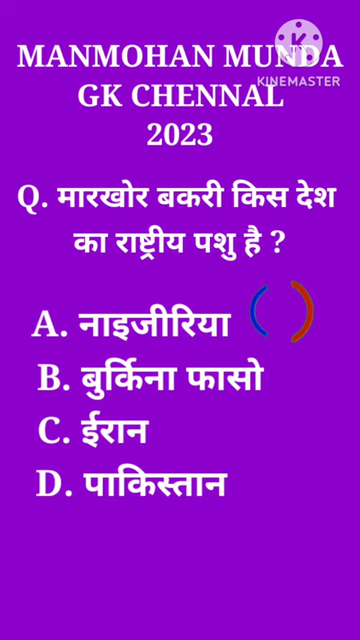 MANMOHAN MUNDA
K
KINEMASTER
GK CHENNAL
2023
Q. मारखोर बकरी किस देश
का राष्ट्रीय पशु है ?
A. नाइजीरिया
B. बुर्किना फासो
C. ईरान
D. पाकिस्तान